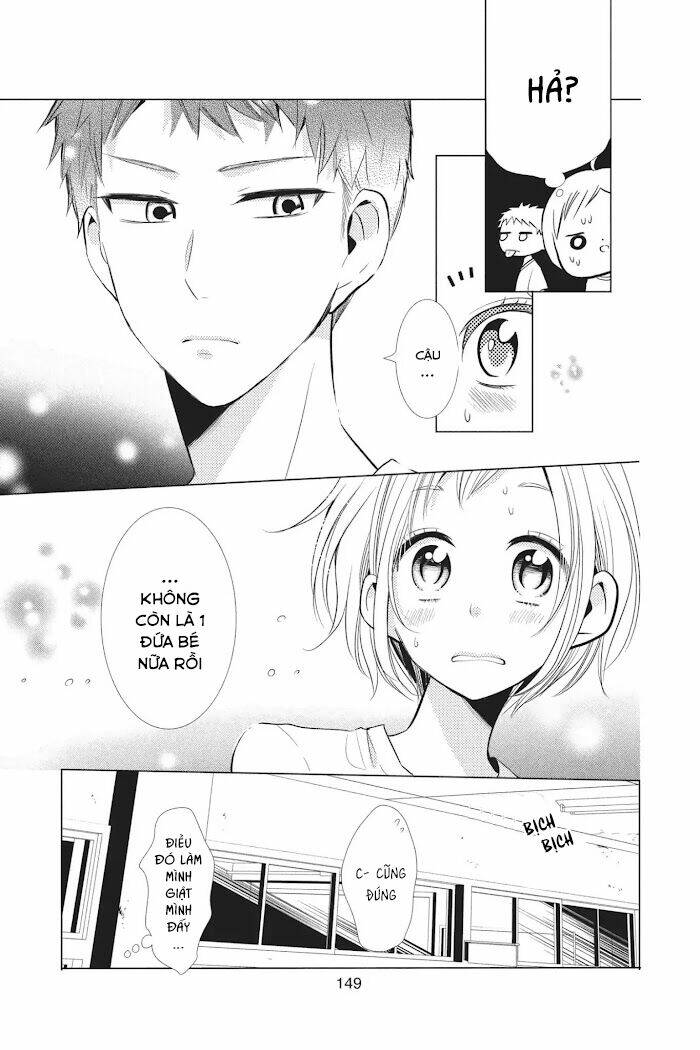 HẢ?
CẬU
...
...
KHÔNG
CÒN LÀ 1
ĐỨA BÉ
NỮA RỒI
BỊCH
BỊCH
C- CŨNG
ĐÚNG
ĐIỀU
ĐÓ LÀM
MÌNH
GIẬT
MÌNH
ĐẤY
...
149